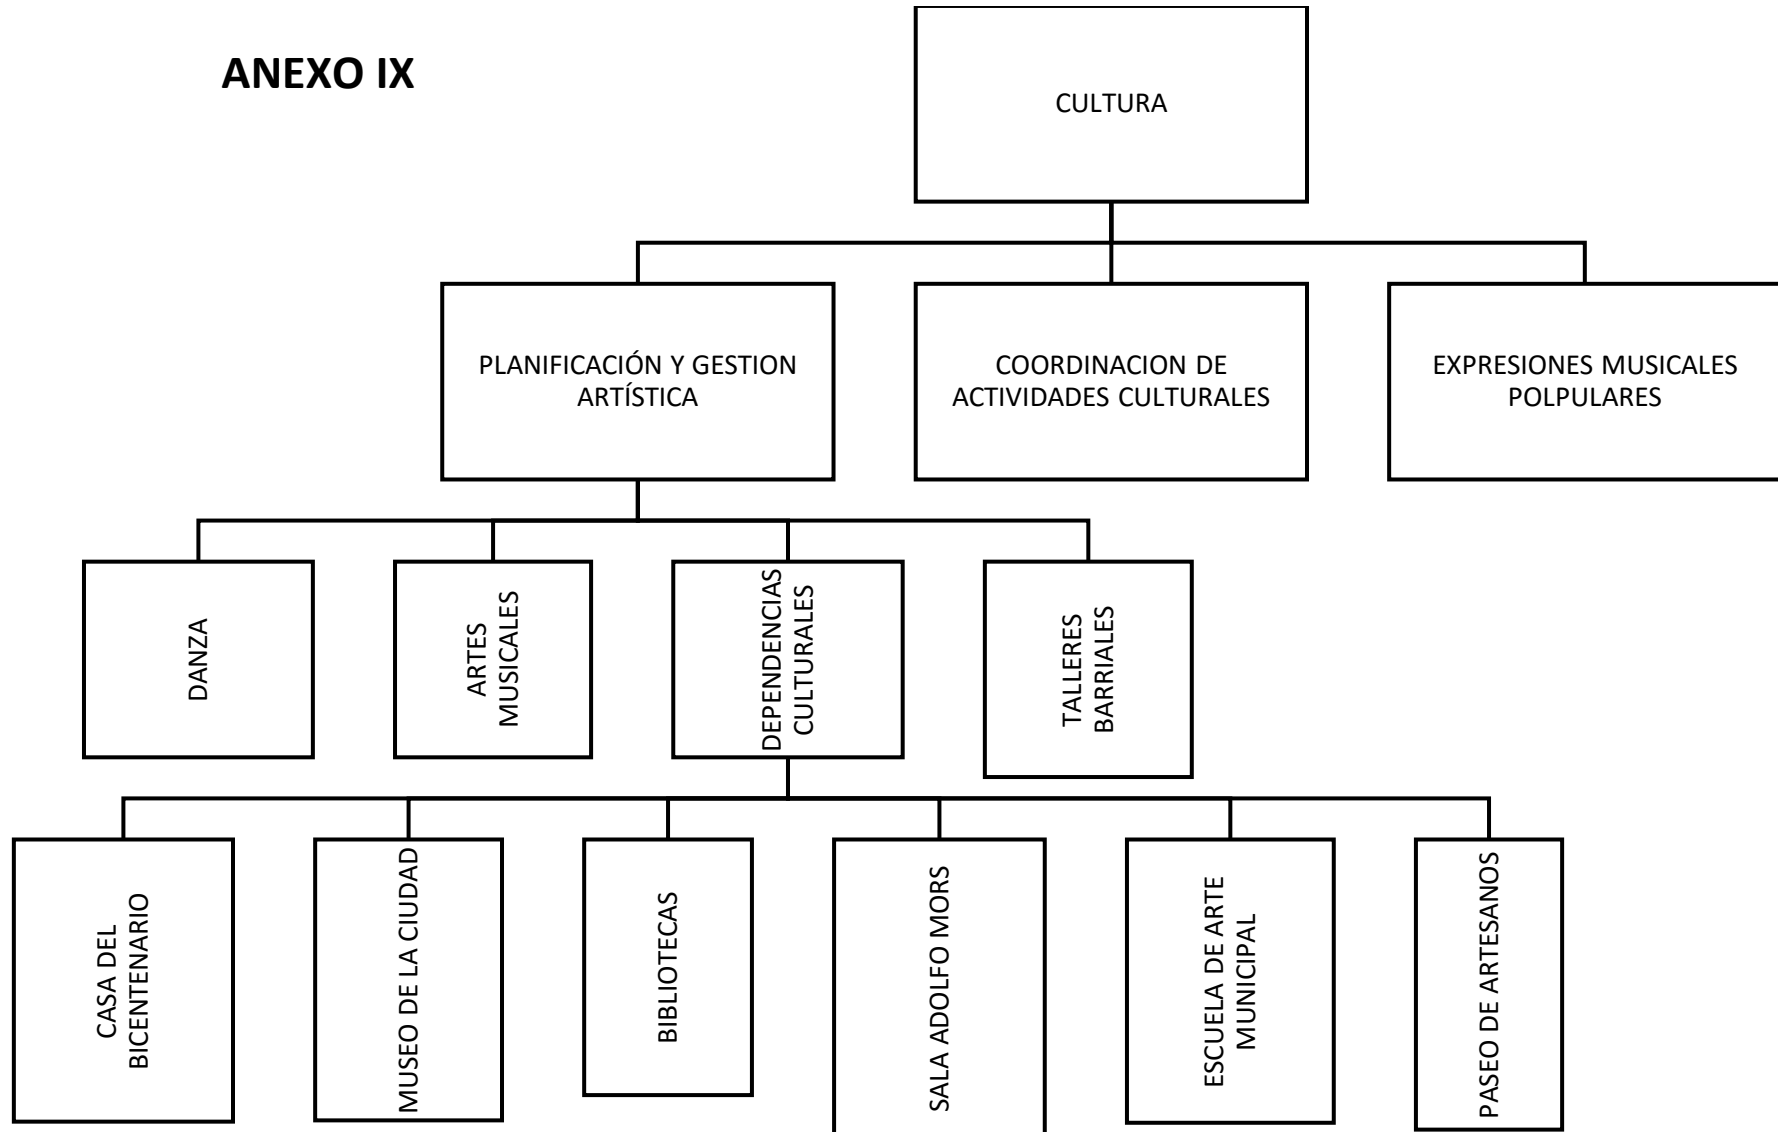 ANEXO IX
CULTURA
PLANIFICACIÓN Y GESTION
ARTÍSTICA
COORDINACION DE
ACTIVIDADES CULTURALES
EXPRESIONES MUSICALES
POLPULARES
DANZA
ARTES
MUSICALES
DEPENDENCIAS
CULTURALES
TALLERES
BARRIALES
CASA DEL
BICENTENARIO
MUSEO DE LA CIUDAD
BIBLIOTECAS
SALA ADOLFO MORS
ESCUELA DE ARTE
MUNICIPAL
PASEO DE ARTESANOS